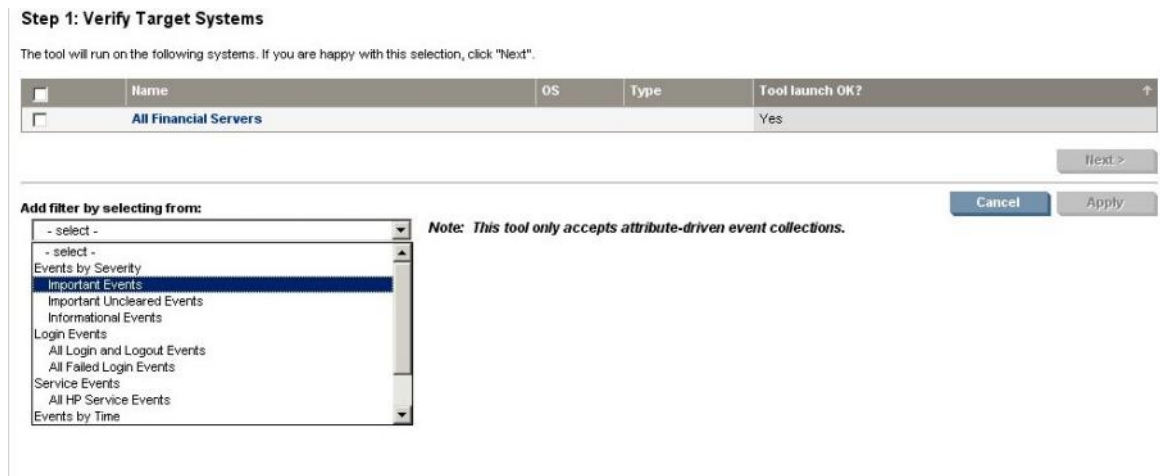 Step 1: Verify Target Systems
The tool will run on the following systems. If you are happy with this selection, click "Next".
Name OS Type Tool launch OK?
All Financial Servers Yes
Next >
Cancel Apply
Add filter by selecting from:
- select -
Note: This tool only accepts attribute-driven event collections.
- select -
Events by Severity
Important Events
Important Uncleared Events
Informational Events
Login Events
All Login and Logout Events
All Failed Login Events
Service Events
All HP Service Events
Events by Time